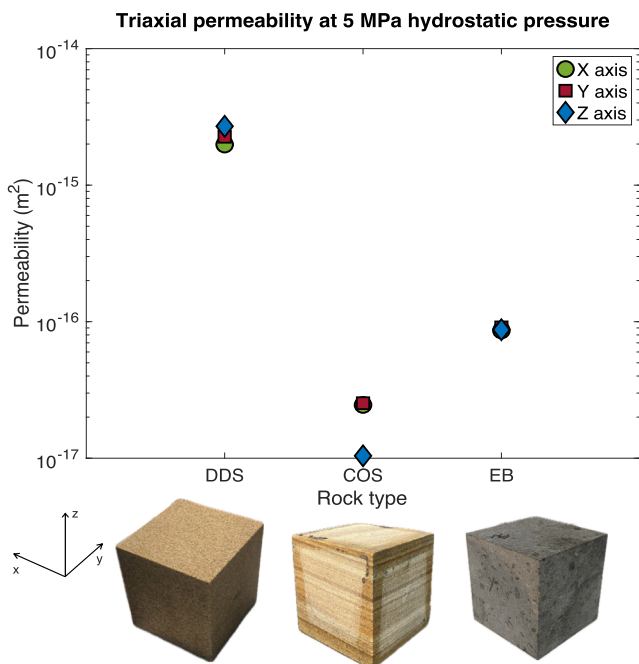 Triaxial permeability at 5 MPa hydrostatic pressure
10⁻¹⁴
X axis
Y axis
Z axis
10⁻¹⁵
Permeability (m²)
10⁻¹⁶
10⁻¹⁷
DDS
COS
EB
Rock type
z
x
y